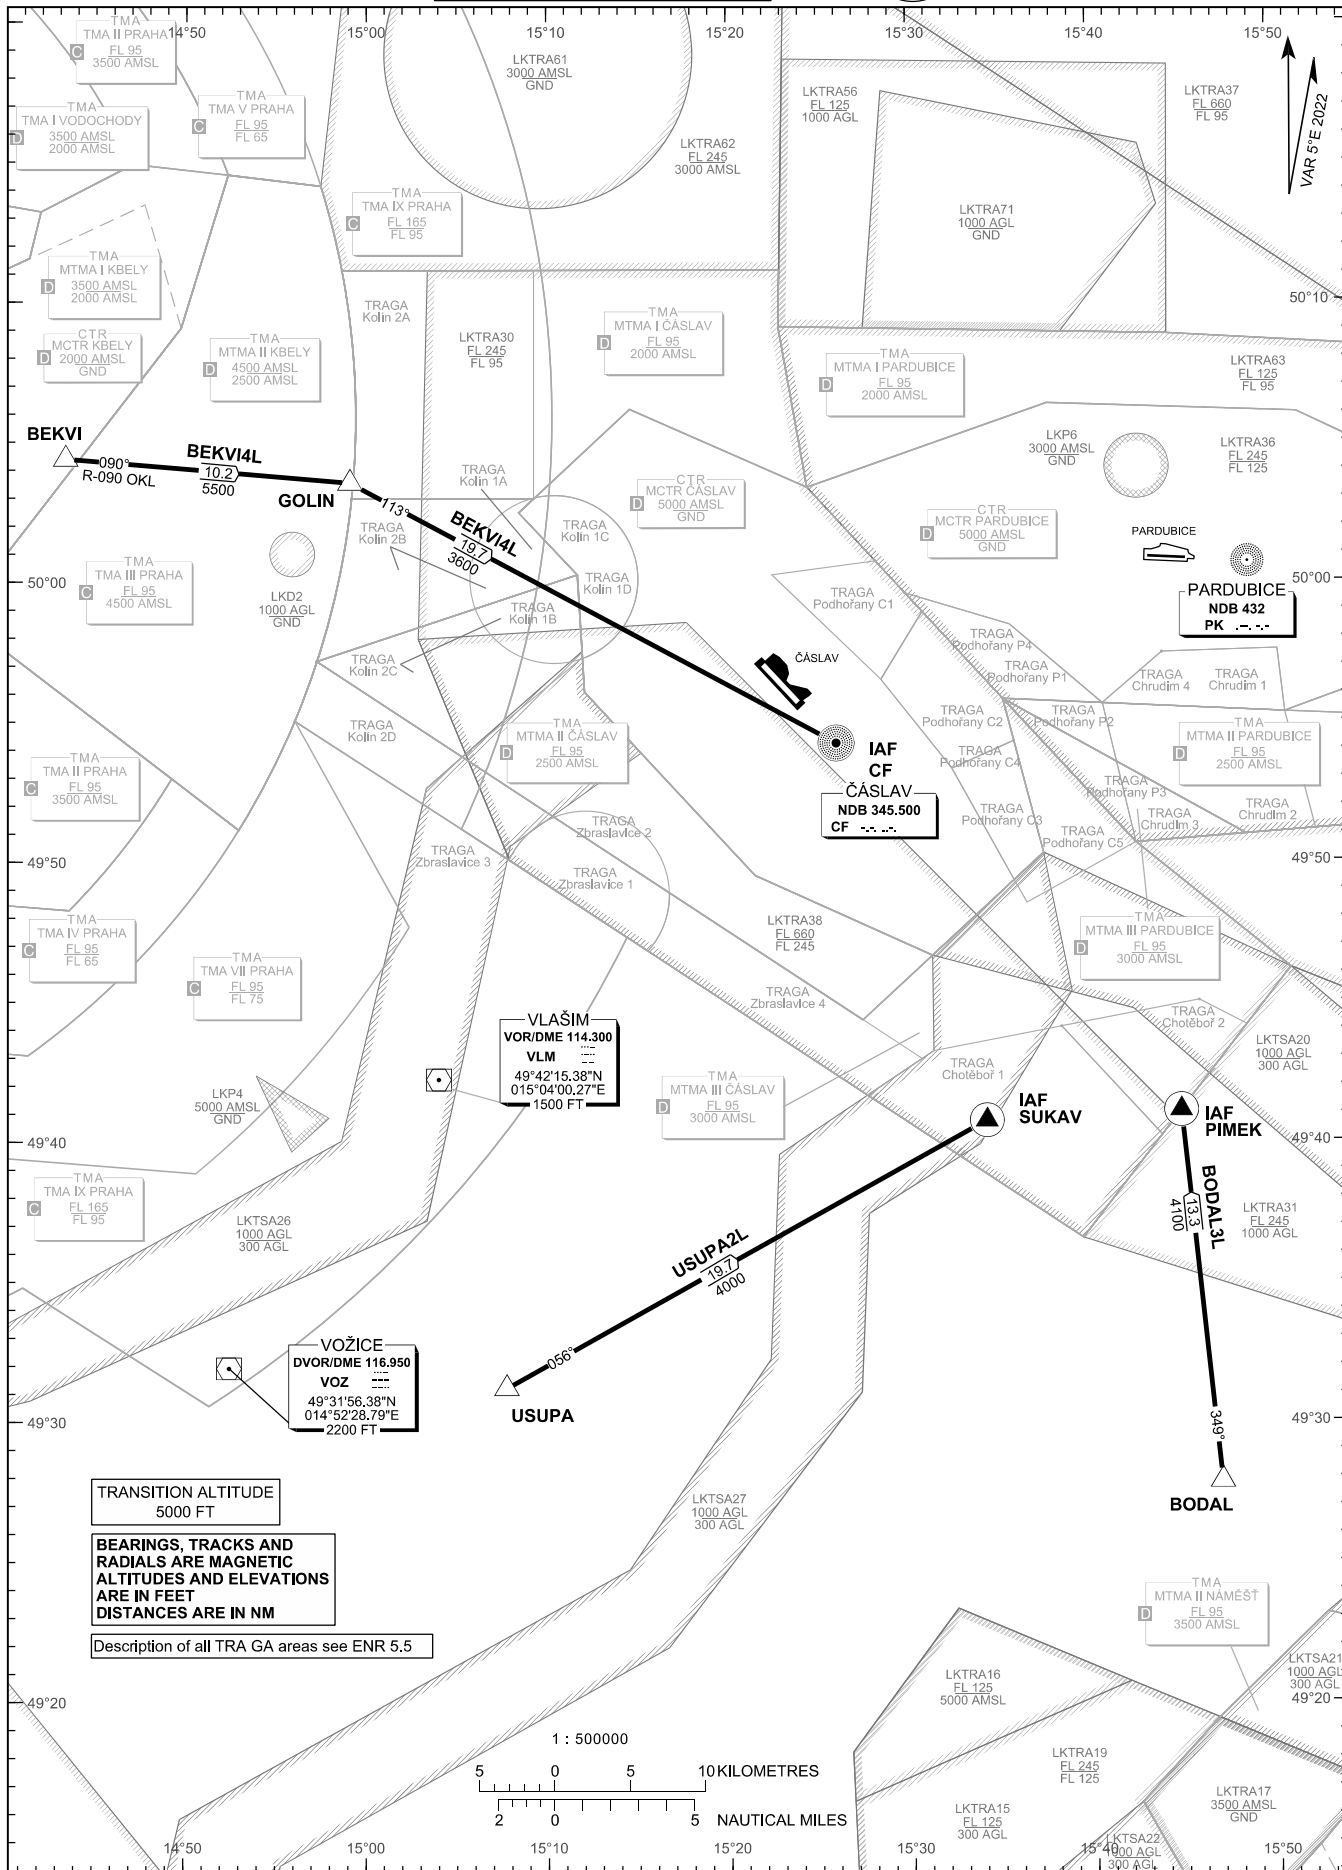 14°50
15°00
15°10
15°20
15°30
15°40
15°50
TMA
TMA II PRAHA
C
FL 95
3500 AMSL
TMA
TMA I VODOCHODY
D
3500 AMSL
2000 AMSL
TMA
TMA V PRAHA
C
FL 95
FL 65
LKTRA61
3000 AMSL
GND
LKTRA62
FL 245
3000 AMSL
LKTRA56
FL 125
1000 AGL
LKTRA37
FL 660
FL 95
VAR 5°E 2022
TMA
TMA IX PRAHA
C
FL 165
FL 95
LKTRA71
1000 AGL
GND
TMA
MTMA I KBELY
D
3500 AMSL
2000 AMSL
CTR
MCTR KBELY
D
2000 AMSL
GND
TMA
MTMA II KBELY
D
4500 AMSL
2500 AMSL
TRAGA
Kolín 2A
LKTRA30
FL 245
FL 95
TMA
MTMA I ČÁSLAV
D
FL 95
2000 AMSL
50°10
TMA
MTMA I PARDUBICE
D
FL 95
2000 AMSL
LKTRA63
FL 125
FL 95
BEKVI
090°
R-090 OKL
BEKVI4L
10.2
5500
GOLIN
113°
BEKVI4L
19.7
3600
TRAGA
Kolín 1A
TRAGA
Kolín 2B
TRAGA
Kolín 1C
TRAGA
Kolín 1D
TRAGA
Kolín 1B
CTR
MCTR ČÁSLAV
D
5000 AMSL
GND
LKP6
3000 AMSL
GND
LKTRA36
FL 245
FL 125
CTR
MCTR PARDUBICE
D
5000 AMSL
GND
PARDUBICE
PARDUBICE
NDB 432
PK .--. -.-
50°00
50°00
TMA
TMA III PRAHA
C
FL 95
4500 AMSL
LKD2
1000 AGL
GND
TRAGA
Podhořany C1
TRAGA
Podhořany P4
TRAGA
Podhořany P1
TRAGA
Chrudim 4
TRAGA
Chrudim 1
TRAGA
Kolín 2C
TRAGA
Kolín 2D
ČÁSLAV
TRAGA
Podhořany C2
TRAGA
Podhořany P2
TRAGA
Podhořany C4
TMA
MTMA II ČÁSLAV
D
FL 95
2500 AMSL
TMA
MTMA II PARDUBICE
D
FL 95
2500 AMSL
IAF
CF
ČÁSLAV
NDB 345.500
CF -.-. ..-.
TMA
TMA II PRAHA
C
FL 95
3500 AMSL
TRAGA
Podhořany P3
TRAGA
Podhořany C3
TRAGA
Podhořany C5
TRAGA
Chrudim 3
TRAGA
Chrudim 2
TRAGA
Zbraslavice 2
TRAGA
Zbraslavice 3
TRAGA
Zbraslavice 1
49°50
49°50
TMA
TMA IV PRAHA
C
FL 95
FL 65
TMA
TMA VII PRAHA
C
FL 95
FL 75
LKTRA38
FL 660
FL 245
TMA
MTMA III PARDUBICE
D
FL 95
3000 AMSL
TRAGA
Zbraslavice 4
TRAGA
Chotěboř 2
TRAGA
Chotěboř 1
LKTSA20
1000 AGL
300 AGL
VLAŠIM
VOR/DME 114.300
VLM
49°42'15.38"N
015°04'00.27"E
1500 FT
TMA
MTMA III ČÁSLAV
D
FL 95
3000 AMSL
LKP4
5000 AMSL
GND
IAF
SUKAV
IAF
PIMEK
49°40
49°40
TMA
TMA IX PRAHA
C
FL 165
FL 95
LKTSA26
1000 AGL
300 AGL
BODAL3L
13.3
4100
LKTRA31
FL 245
1000 AGL
USUPA2L
19.7
4000
056°
USUPA
VOŽICE
DVOR/DME 116.950
VOZ
49°31'56.38"N
014°52'28.79"E
2200 FT
49°30
49°30
349°
BODAL
TRANSITION ALTITUDE
5000 FT
BEARINGS, TRACKS AND
RADIALS ARE MAGNETIC
ALTITUDES AND ELEVATIONS
ARE IN FEET
DISTANCES ARE IN NM
Description of all TRA GA areas see ENR 5.5
LKTSA27
1000 AGL
300 AGL
TMA
MTMA II NÁMĚŠŤ
D
FL 95
3500 AMSL
LKTRA16
FL 125
5000 AMSL
LKTSA21
1000 AGL
300 AGL
49°20
49°20
1 : 500000
5 0 5 10 KILOMETRES
2 0 5 NAUTICAL MILES
LKTRA19
FL 245
FL 125
LKTRA15
FL 125
300 AGL
LKTRA17
3500 AMSL
GND
LKTSA22
1000 AGL
300 AGL
14°50
15°00
15°10
15°20
15°30
15°40
15°50